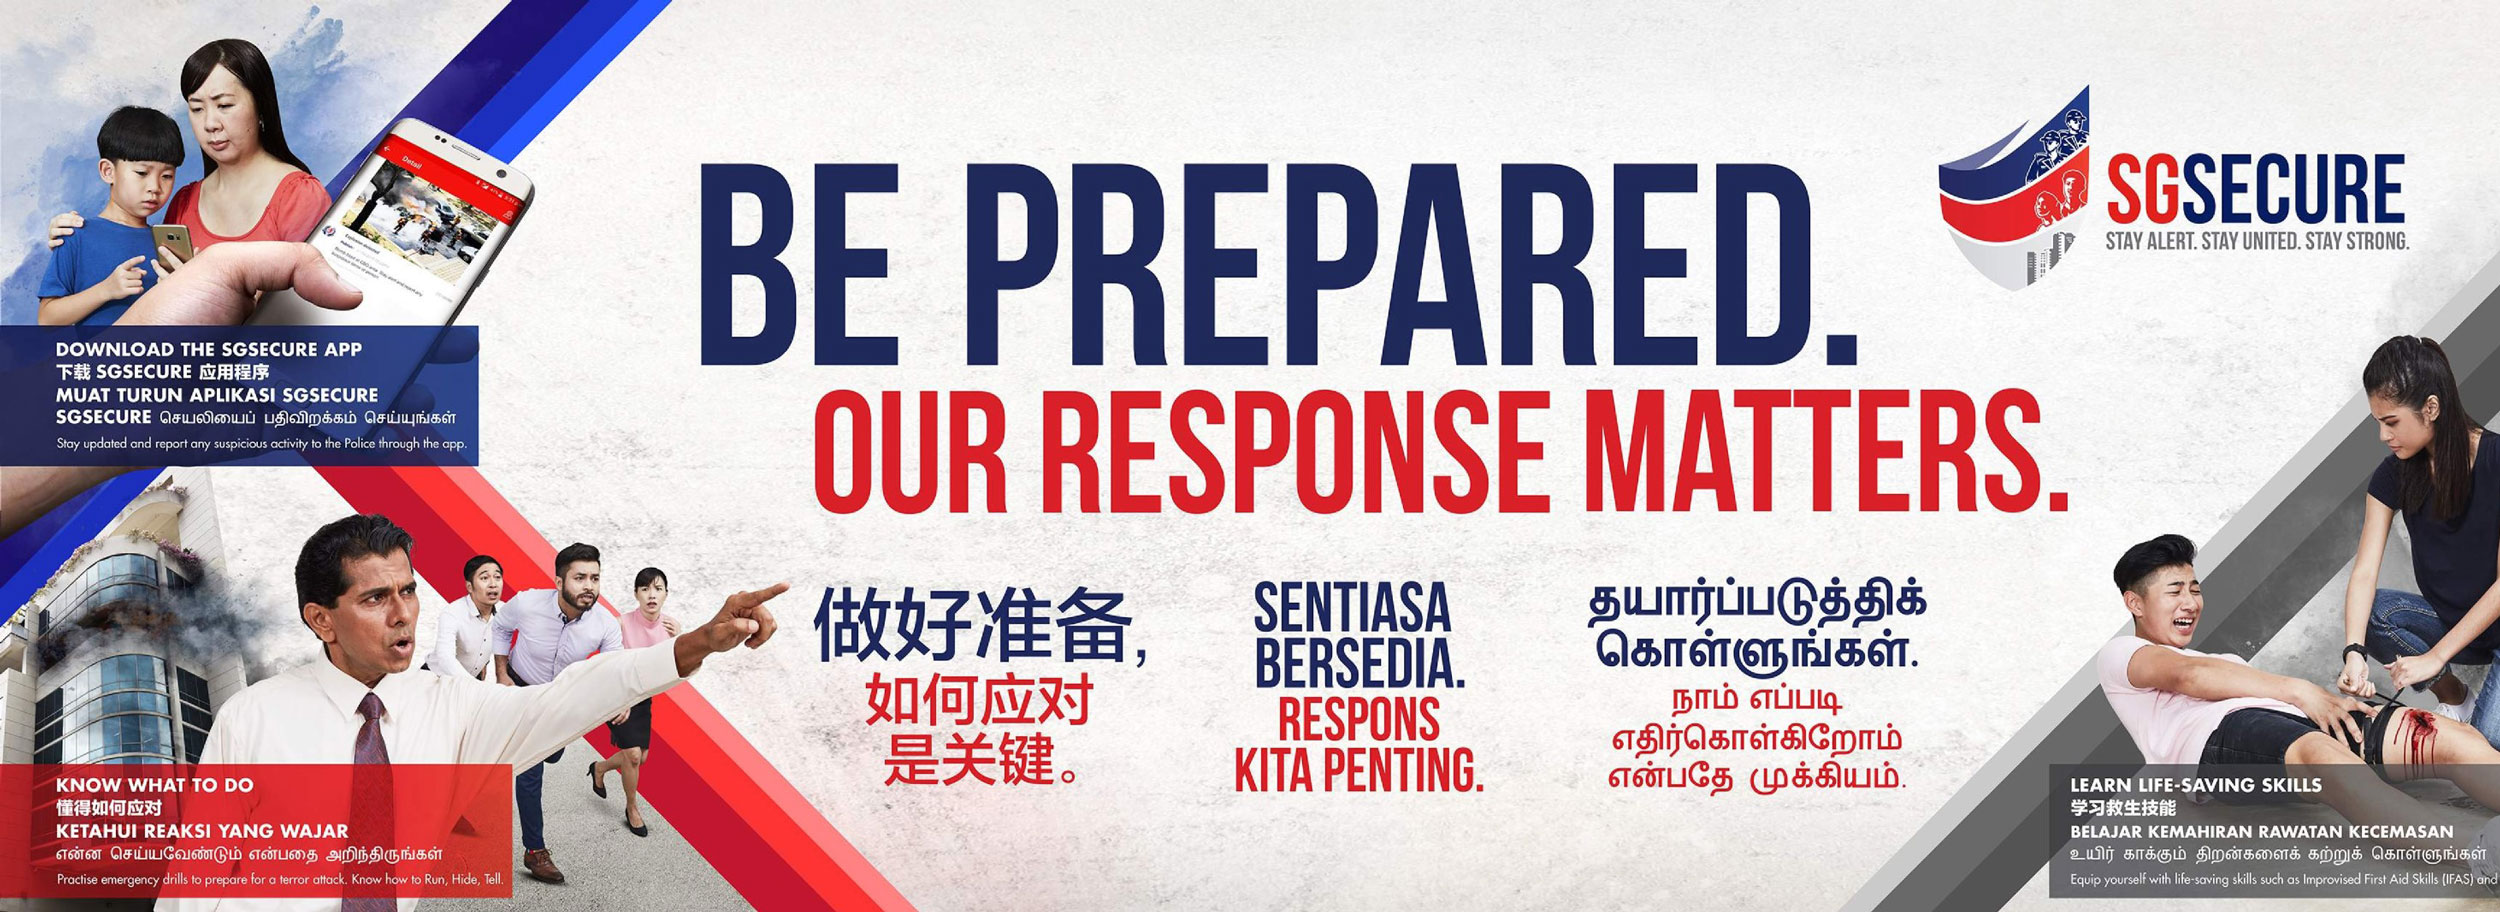 Detail
Explosion detected
BE PREPARED.
OUR RESPONSE MATTERS.
做好准备,
如何应对
是关键。
SENTIASA
BERSEDIA.
RESPONS
KITA PENTING.
தயார்ப்படுத்திக்
கொள்ளுங்கள்.
நாம் எப்படி
எதிர்கொள்கிறோம்
என்பதே முக்கியம்.
SGSECURE
STAY ALERT. STAY UNITED. STAY STRONG.
DOWNLOAD THE SGSECURE APP
下载 SGSECURE 应用程序
MUAT TURUN APLIKASI SGSECURE
SGSECURE செயலியைப் பதிவிறக்கம் செய்யுங்கள்
Stay updated and report any suspicious activity to the Police through the app.
KNOW WHAT TO DO
懂得如何应对
KETAHUI REAKSI YANG WAJAR
என்ன செய்யவேண்டும் என்பதை அறிந்திருங்கள்
Practise emergency drills to prepare for a terror attack. Know how to Run, Hide, Tell.
LEARN LIFE-SAVING SKILLS
学习救生技能
BELAJAR KEMAHIRAN RAWATAN KECEMASAN
உயிர் காக்கும் திறன்களைக் கற்றுக் கொள்ளுங்கள்
Equip yourself with life-saving skills such as Improvised First Aid Skills (IFAS) and